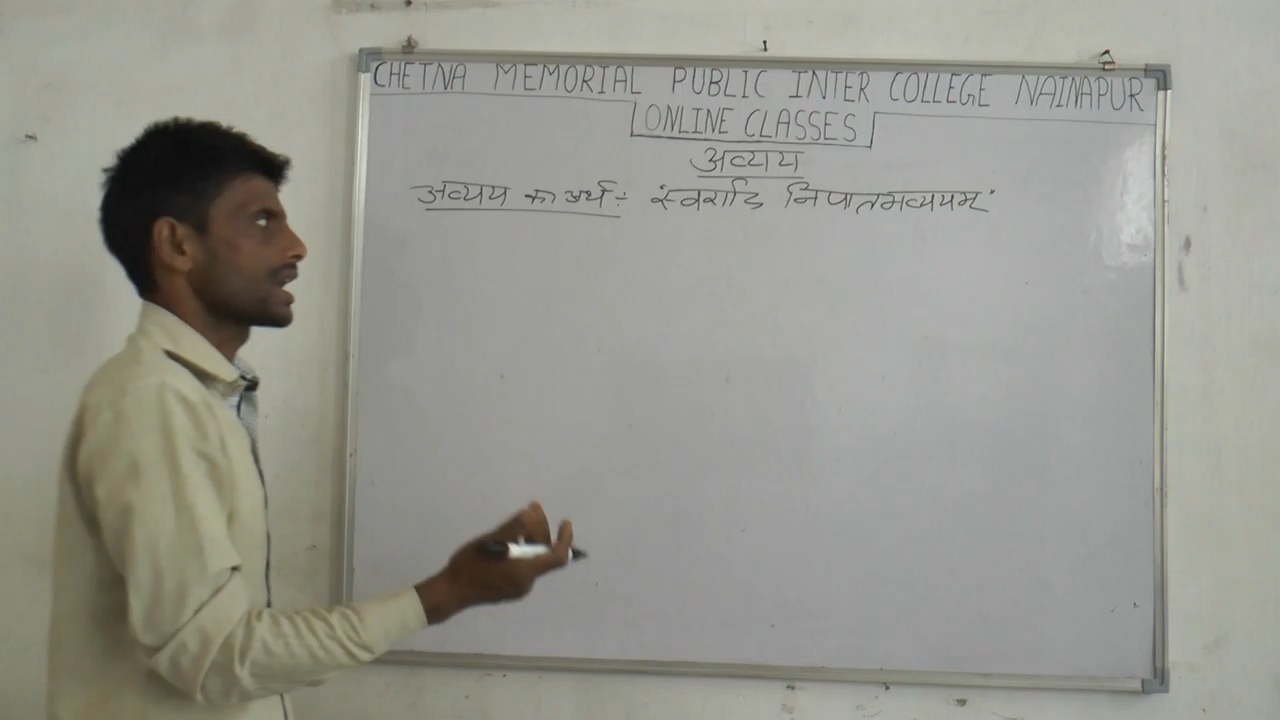 CHETNA MEMORIAL PUBLIC INTER COLLEGE NAINAPUR
ONLINE CLASSES
अव्यय
अव्यय का अर्थ :- स्वरादि निपातमव्ययम्